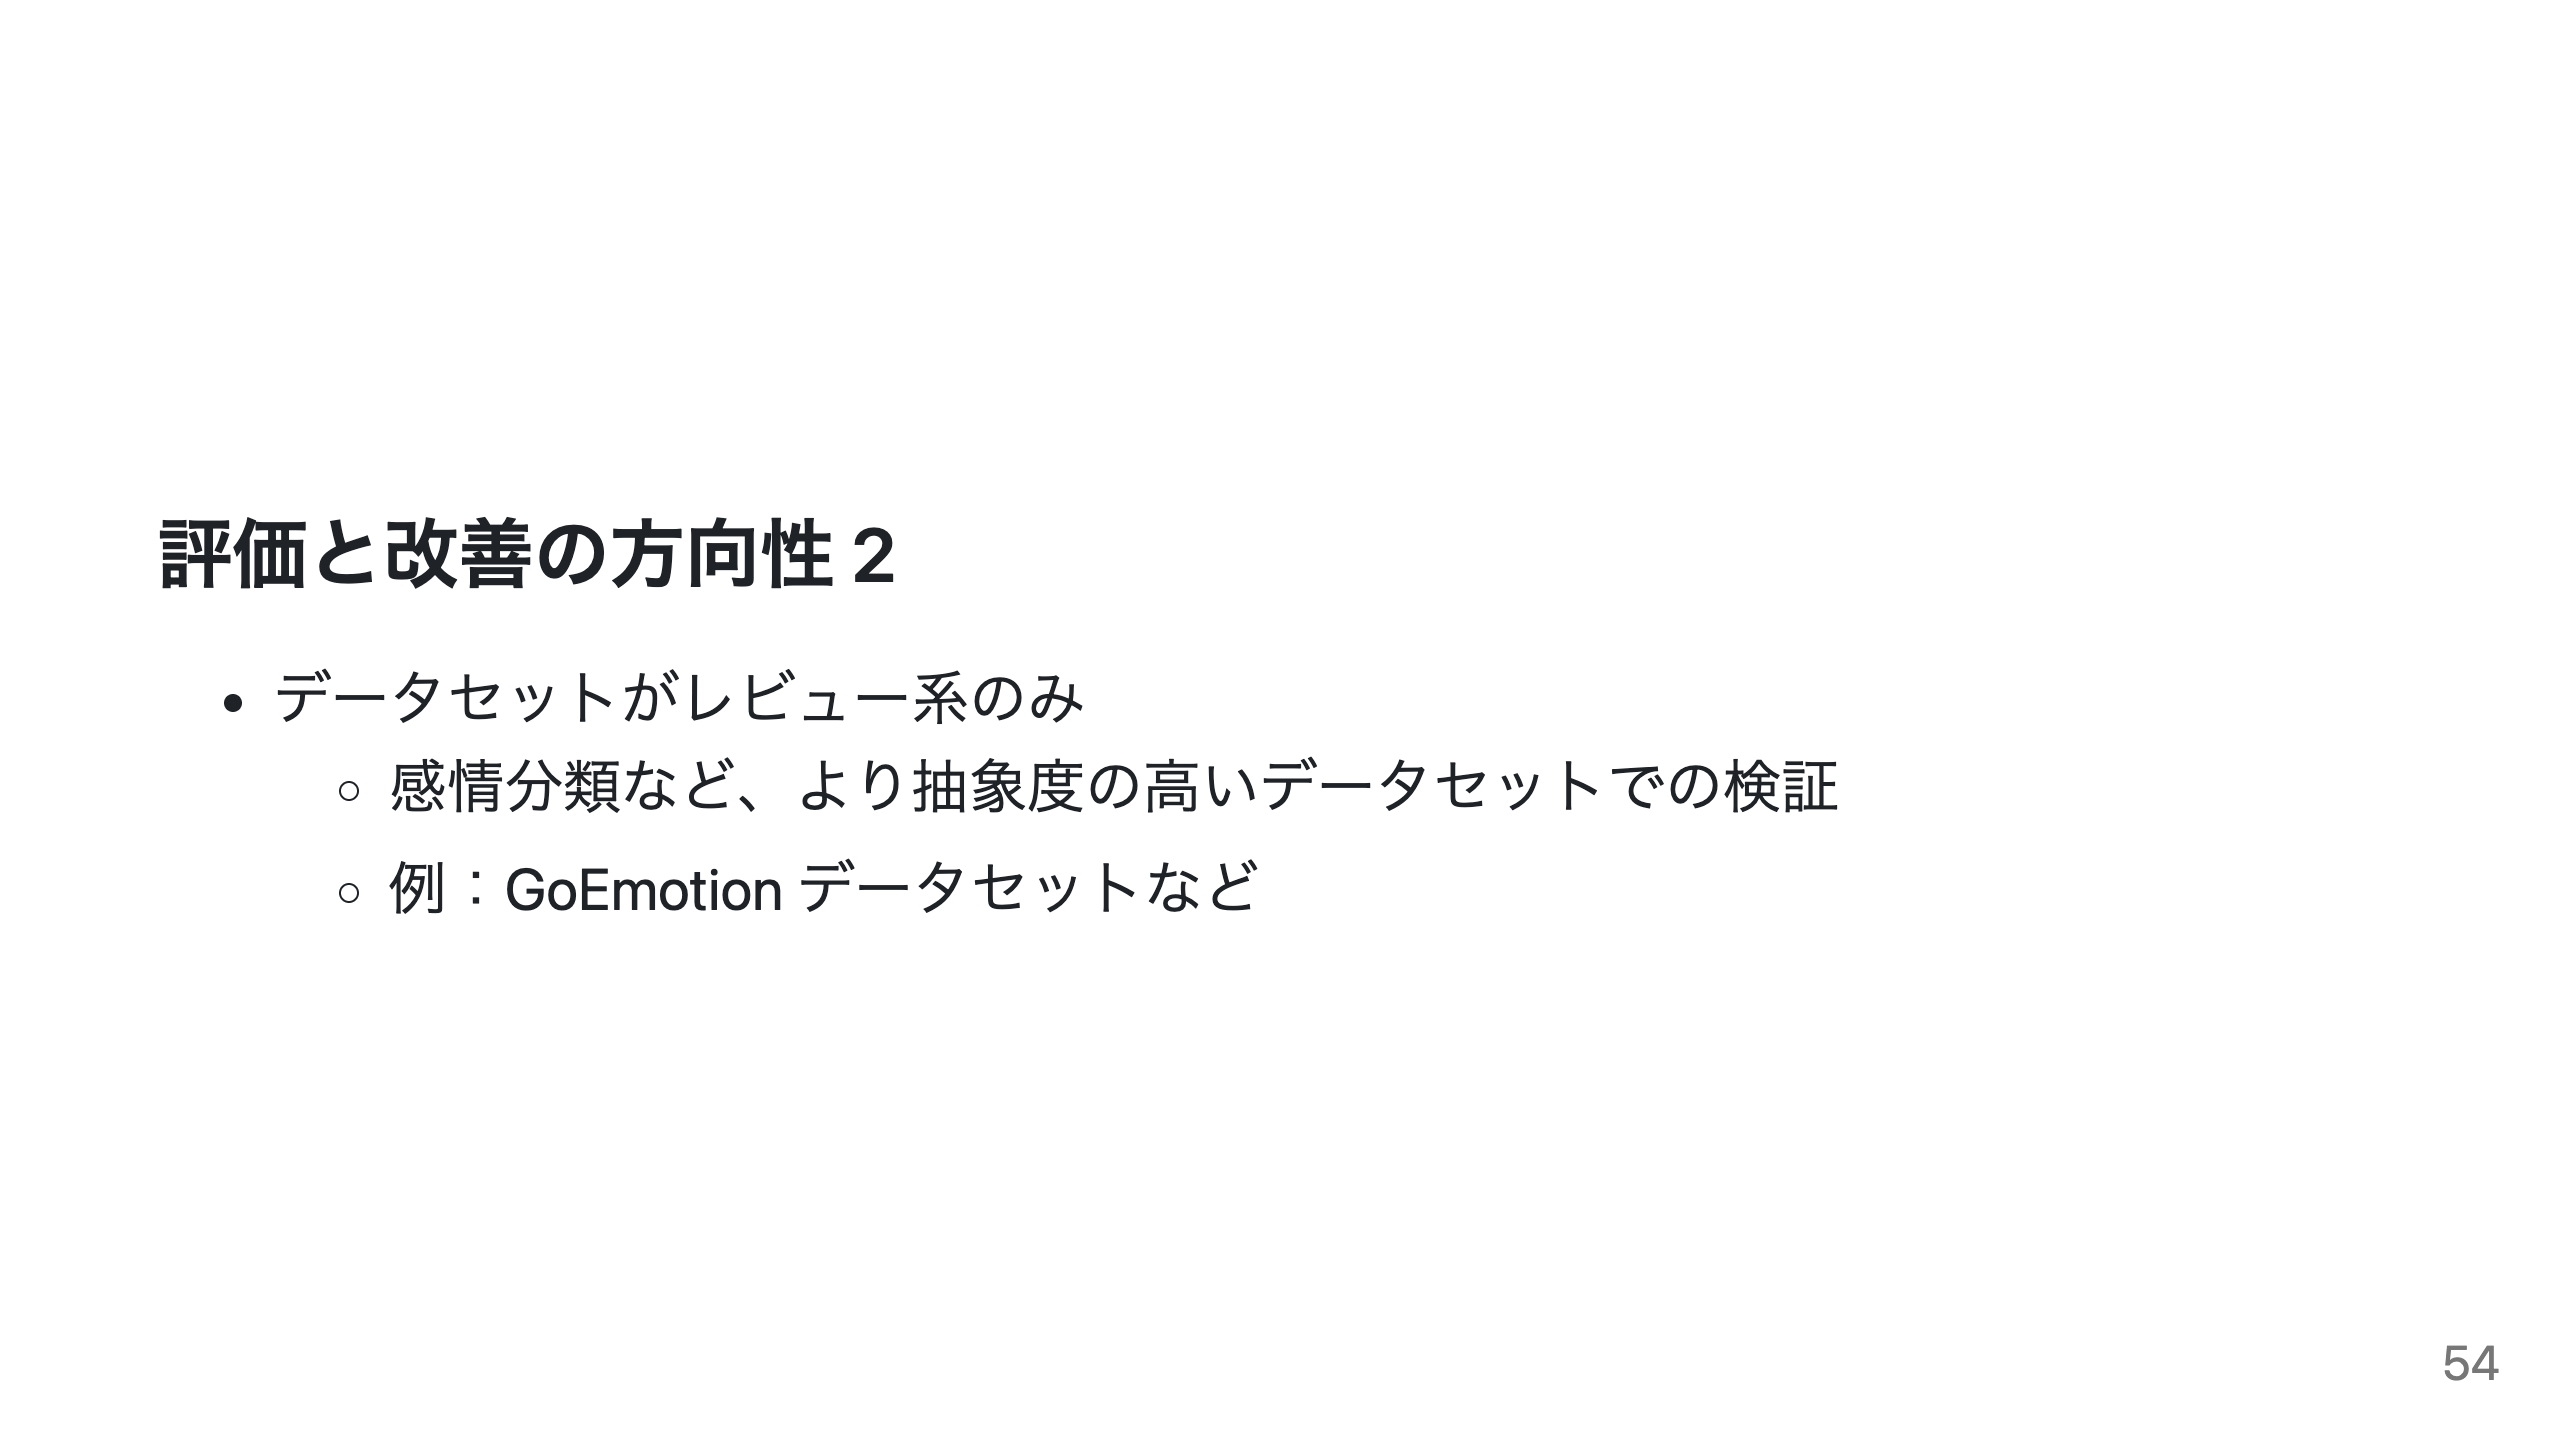 評価と改善の方向性 2
• データセットがレビュー系のみ
○ 感情分類など、より抽象度の高いデータセットでの検証
○ 例：GoEmotion データセットなど
54